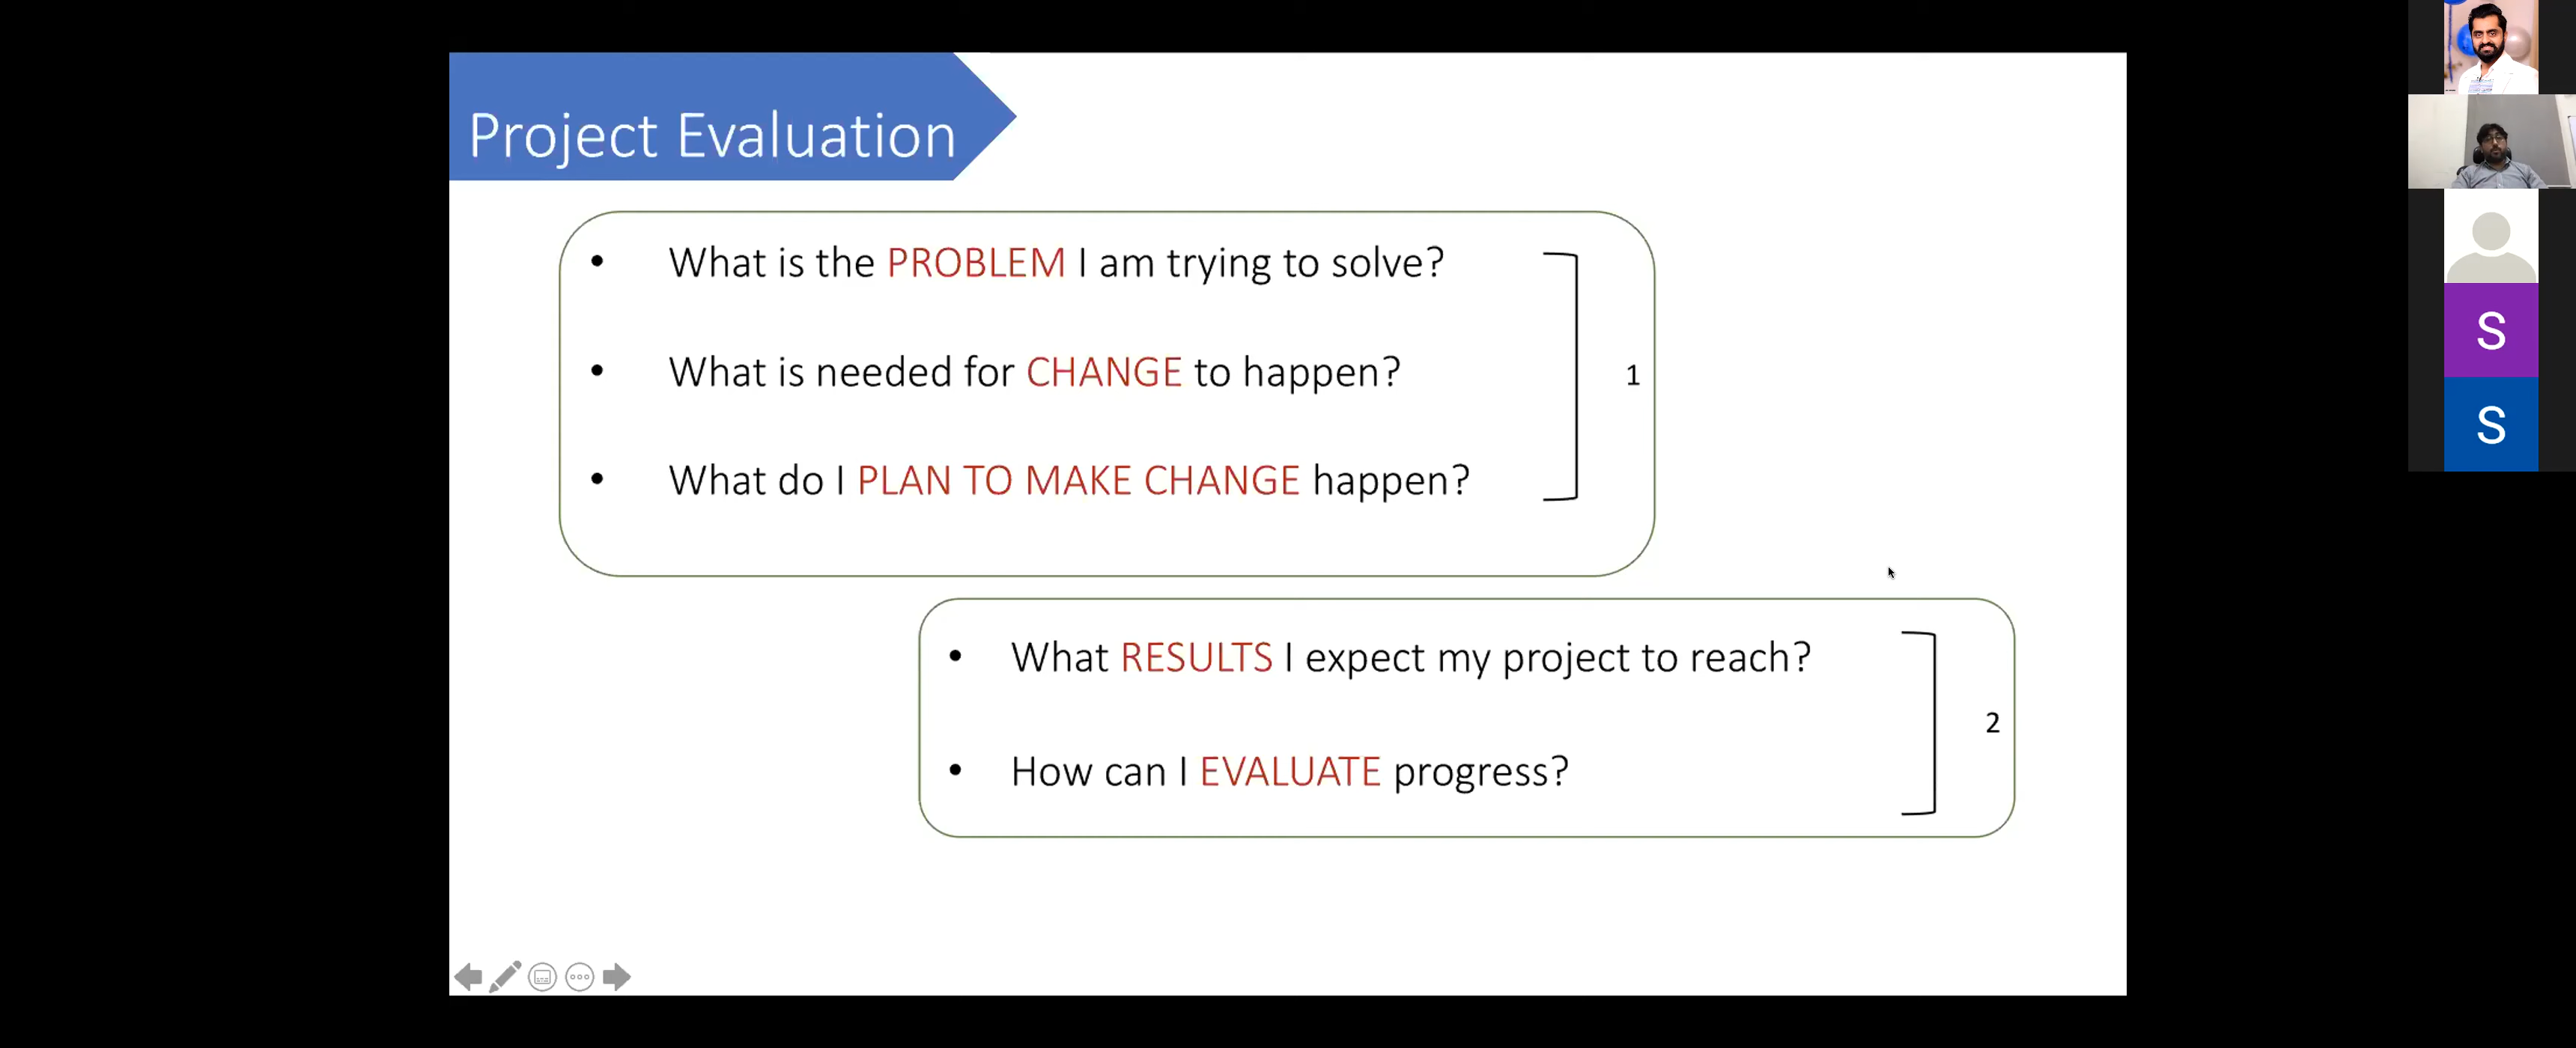 Project Evaluation
• What is the PROBLEM I am trying to solve?
• What is needed for CHANGE to happen?
• What do I PLAN TO MAKE CHANGE happen?
1
• What RESULTS I expect my project to reach?
• How can I EVALUATE progress?
2
S
S